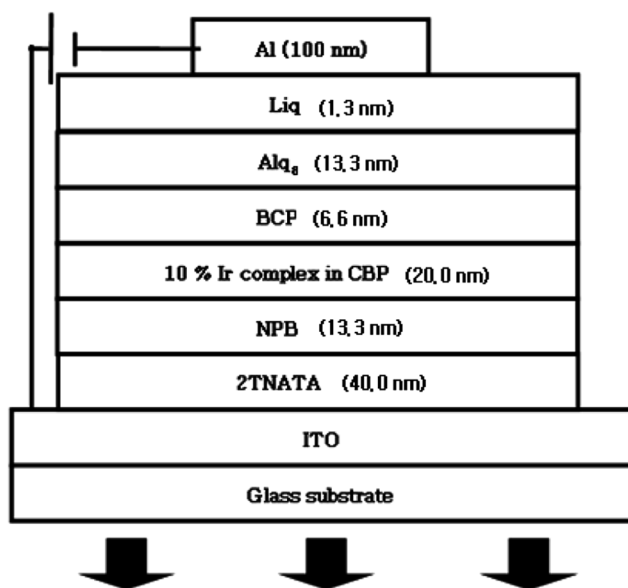 Al (100 nm)
Liq (1.3 nm)
Alq₃ (13.3 nm)
BCP (6.6 nm)
10 % Ir complex in CBP (20.0 nm)
NPB (13.3 nm)
2TNATA (40.0 nm)
ITO
Glass substrate